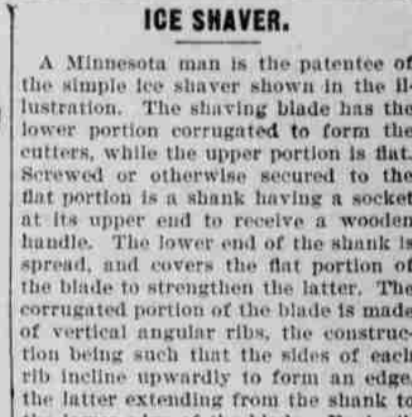 ICE SHAVER.
A Minnesota man is the patentee of
the simple ice shaver shown in the il-
lustration. The shaving blade has the
lower portion corrugated to form the
cutters, while the upper portion is flat.
Screwed or otherwise secured to the
flat portion is a shank having a socket
at its upper end to receive a wooden
handle. The lower end of the shank is
spread, and covers the flat portion of
the blade to strengthen the latter. The
corrugated portion of the blade is made
of vertical angular ribs, the construc-
tion being such that the sides of each
rib incline upwardly to form an edge,
the latter extending from the shank to